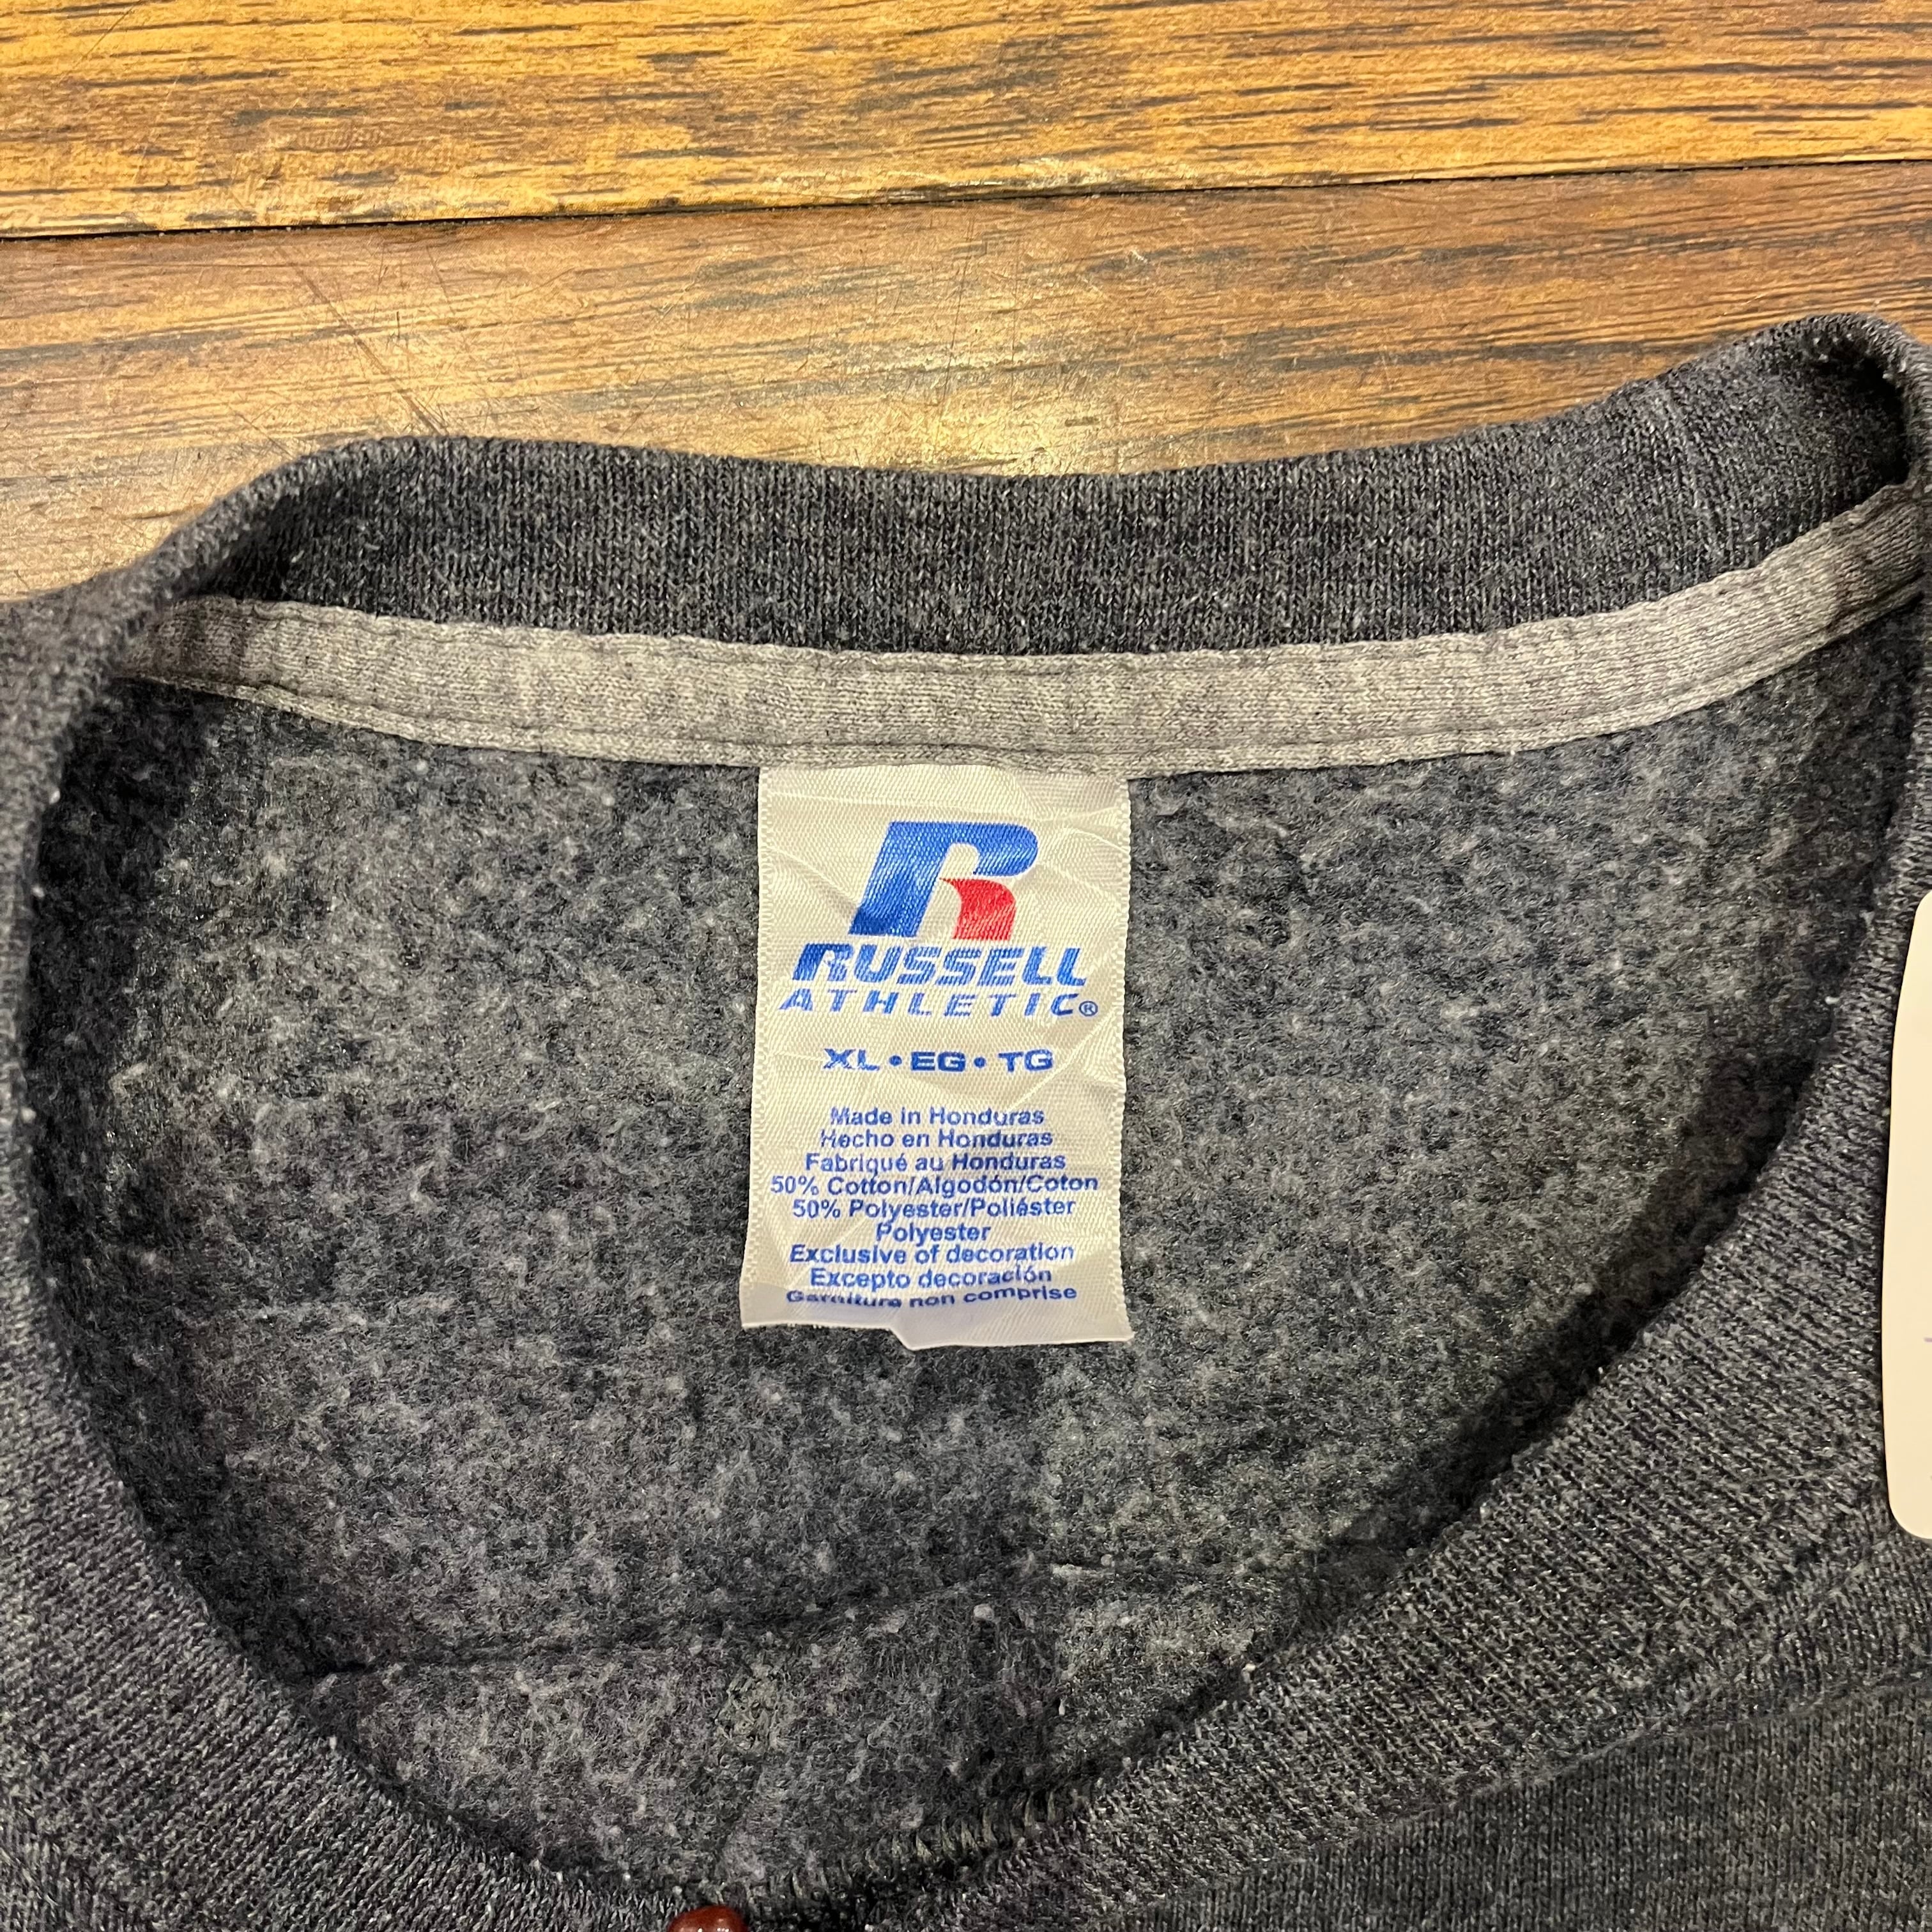 R
RUSSELL
ATHLETIC®
XL • EG • TG
Made in Honduras
Hecho en Honduras
Fabriqué au Honduras
50% Cotton/Algodón/Coton
50% Polyester/Poliéster
Polyester
Exclusive of decoration
Excepto decoración
Garniture non comprise